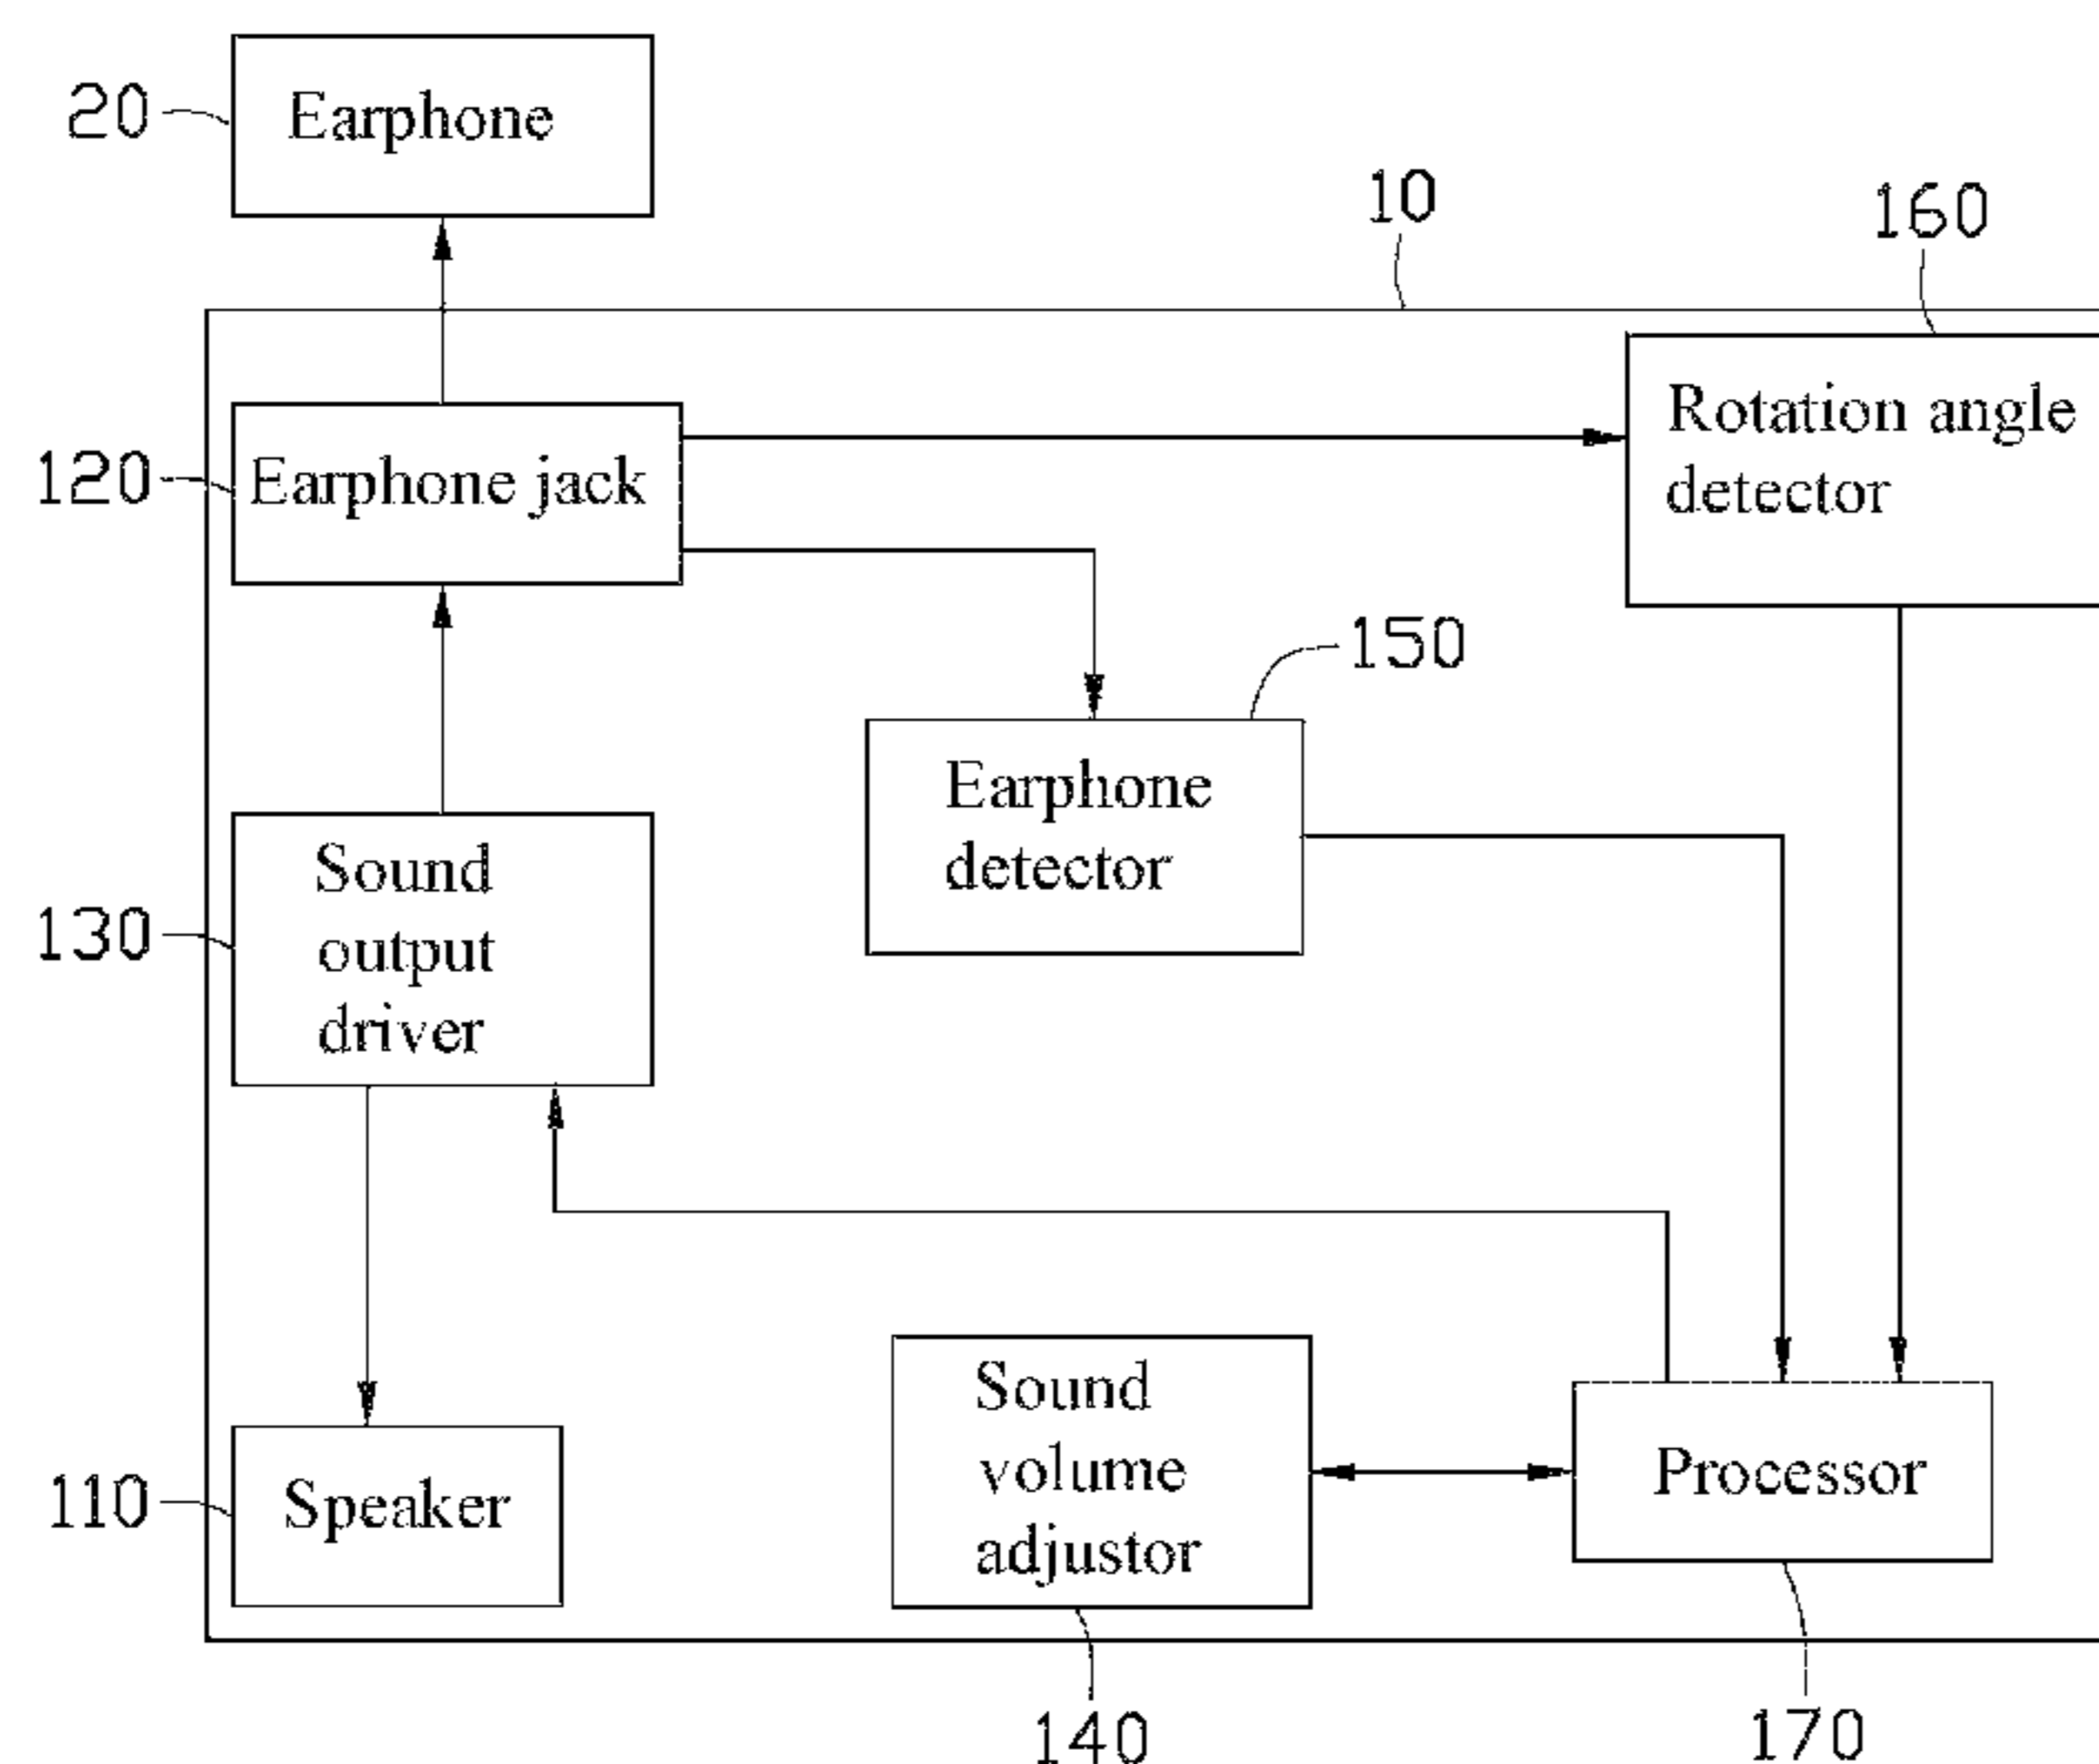 20
Earphone
10
160
120
Earphone jack
Rotation angle
detector
150
Earphone
detector
130
Sound
output
driver
110
Speaker
Sound
volume
adjustor
Processor
140
170